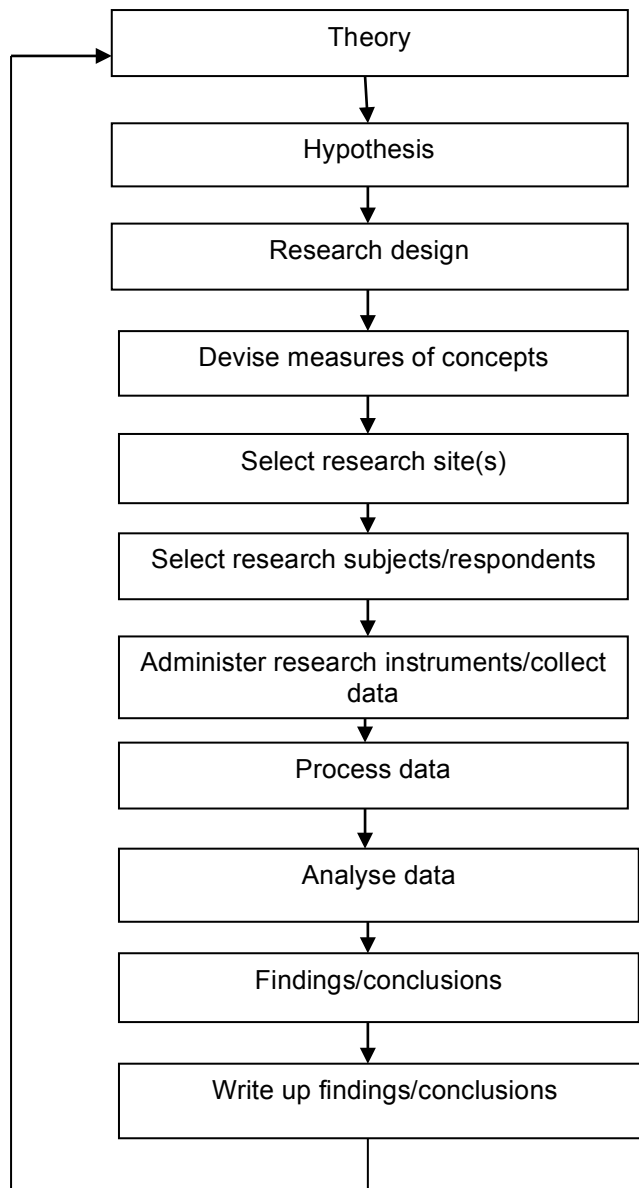 Theory
Hypothesis
Research design
Devise measures of concepts
Select research site(s)
Select research subjects/respondents
Administer research instruments/collect
data
Process data
Analyse data
Findings/conclusions
Write up findings/conclusions